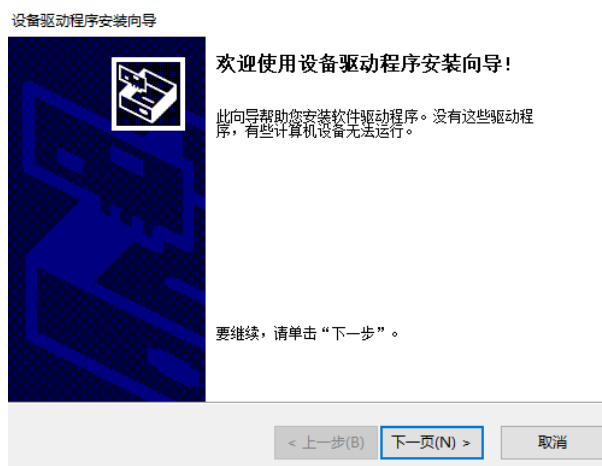 设备驱动程序安装向导
欢迎使用设备驱动程序安装向导!
此向导帮助您安装软件驱动程序。没有这些驱动程
序，有些计算机设备无法运行。
要继续，请单击“下一步”。
< 上一步(B) 下一页(N) > 取消